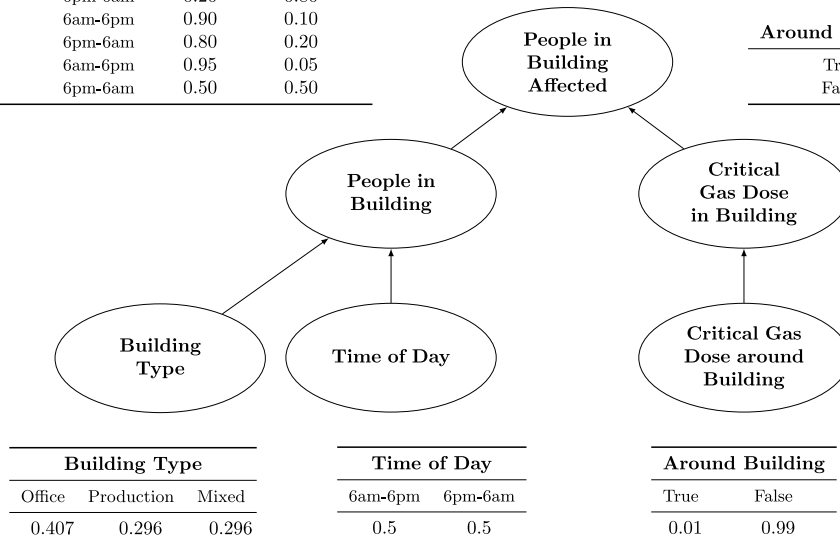 6am-6pm 0.90 0.10
6pm-6am 0.80 0.20
6am-6pm 0.95 0.05
6pm-6am 0.50 0.50
Around
People in
Building
Affected
People in
Building
Critical
Gas Dose
in Building
Building
Type
Time of Day
Critical Gas
Dose around
Building
Building Type
Office Production Mixed
0.407 0.296 0.296
Time of Day
6am-6pm 6pm-6am
0.5 0.5
Around Building
True False
0.01 0.99